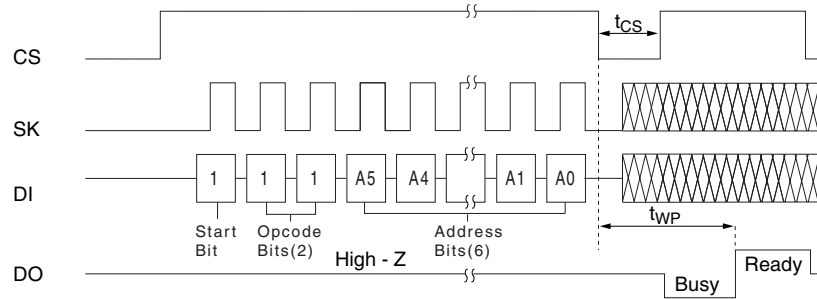 tCS
CS
SK
DI
1 1 1 A5 A4 A1 A0
Start
Bit
Opcode
Bits(2)
Address
Bits(6)
tWP
High - Z
DO
Busy
Ready